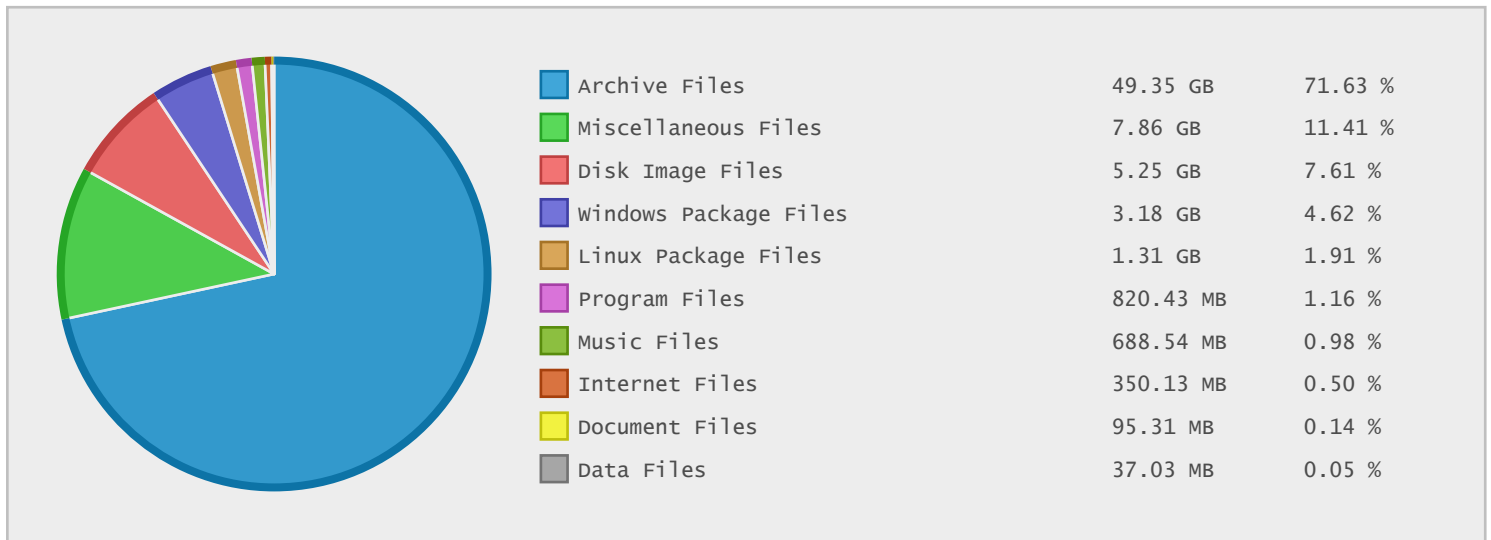 Archive Files 49.35 GB 71.63 %
Miscellaneous Files 7.86 GB 11.41 %
Disk Image Files 5.25 GB 7.61 %
Windows Package Files 3.18 GB 4.62 %
Linux Package Files 1.31 GB 1.91 %
Program Files 820.43 MB 1.16 %
Music Files 688.54 MB 0.98 %
Internet Files 350.13 MB 0.50 %
Document Files 95.31 MB 0.14 %
Data Files 37.03 MB 0.05 %